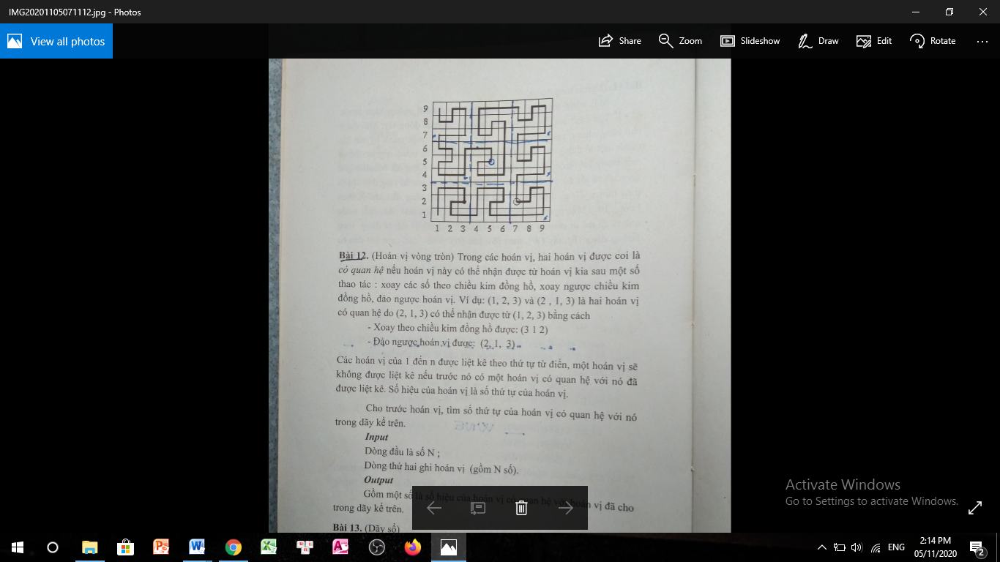 IMG20201105071112.jpg - Photos
View all photos
Share
Zoom
Slideshow
Draw
Edit
Rotate
9
8
7
6
5
4
3
2
1
1 2 3 4 5 6 7 8 9
Bài 12. (Hoán vị vòng tròn) Trong các hoán vị, hai hoán vị được coi là
có quan hệ nếu hoán vị này có thể nhận được từ hoán vị kia sau một số
thao tác : xoay các số theo chiều kim đồng hồ, xoay ngược chiều kim
đồng hồ, đảo ngược hoán vị. Ví dụ: (1, 2, 3) và (2 , 1, 3) là hai hoán vị
có quan hệ do (2, 1, 3) có thể nhận được từ (1, 2, 3) bằng cách
- Xoay theo chiều kim đồng hồ được: (3 1 2)
- Đảo ngược hoán vị được: (2, 1, 3)
Các hoán vị của 1 đến n được liệt kê theo thứ tự từ điển, một hoán vị sẽ
không được liệt kê nếu trước nó có một hoán vị có quan hệ với nó đã
được liệt kê. Số hiệu của hoán vị là số thứ tự của hoán vị.
Cho trước hoán vị, tìm số thứ tự của hoán vị có quan hệ với nó
trong dãy kể trên.
Input
Dòng đầu là số N ;
Dòng thứ hai ghi hoán vị (gồm N số).
Output
Gồm một số là số hiệu của hoán vị có quan hệ với hoán vị đã cho
trong dãy kể trên.
Bài 13. (Dãy số)
Activate Windows
Go to Settings to activate Windows.
ENG
2:14 PM
05/11/2020
2